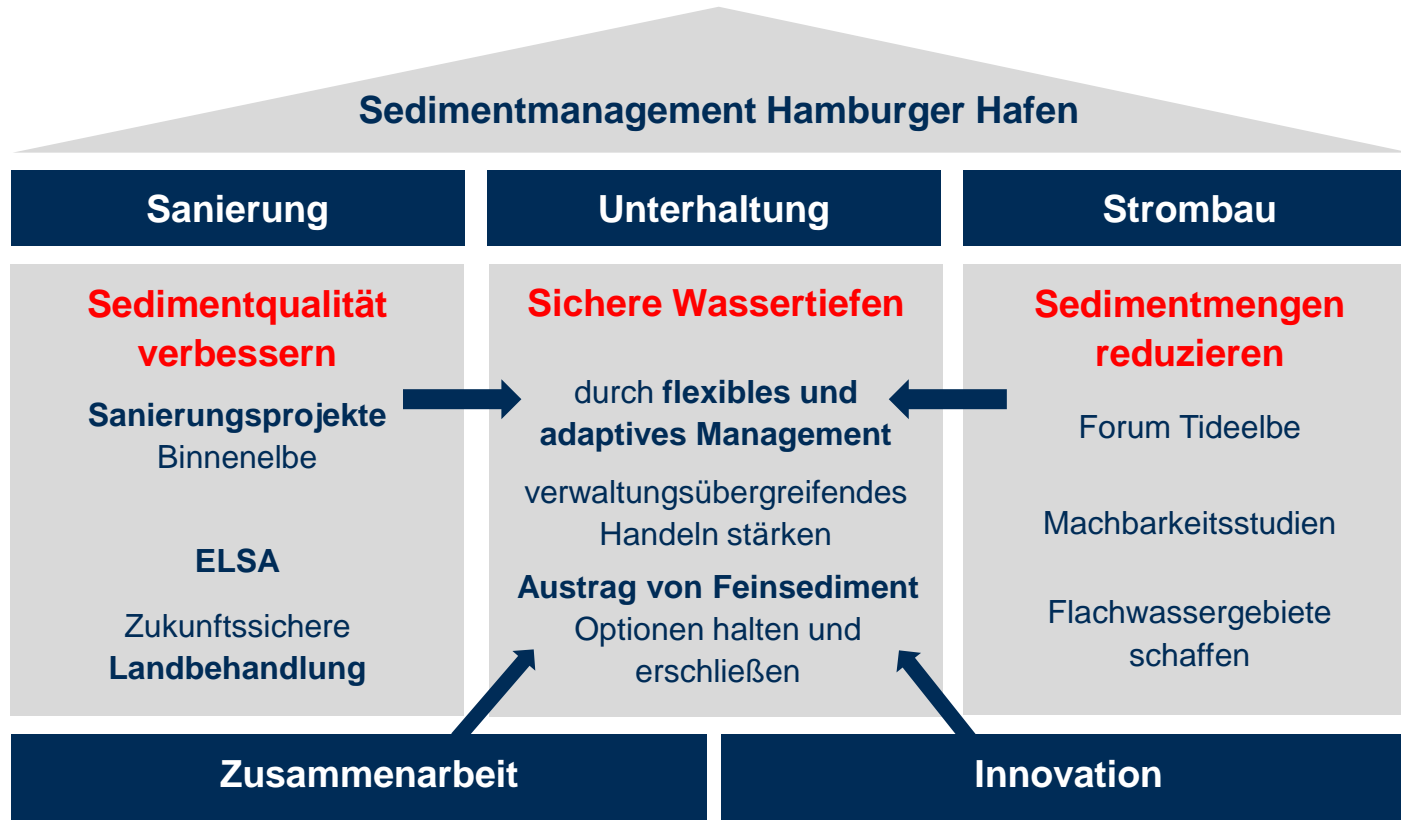 Sedimentmanagement Hamburger Hafen
Sanierung
Unterhaltung
Strombau
Sedimentqualität
verbessern
Sanierungsprojekte
Binnenelbe
ELSA
Zukunftssichere
Landbehandlung
Sichere Wassertiefen
durch flexibles und
adaptives Management
verwaltungsübergreifendes
Handeln stärken
Austrag von Feinsediment
Optionen halten und
erschließen
Sedimentmengen
reduzieren
Forum Tideelbe
Machbarkeitsstudien
Flachwassergebiete
schaffen
Zusammenarbeit
Innovation